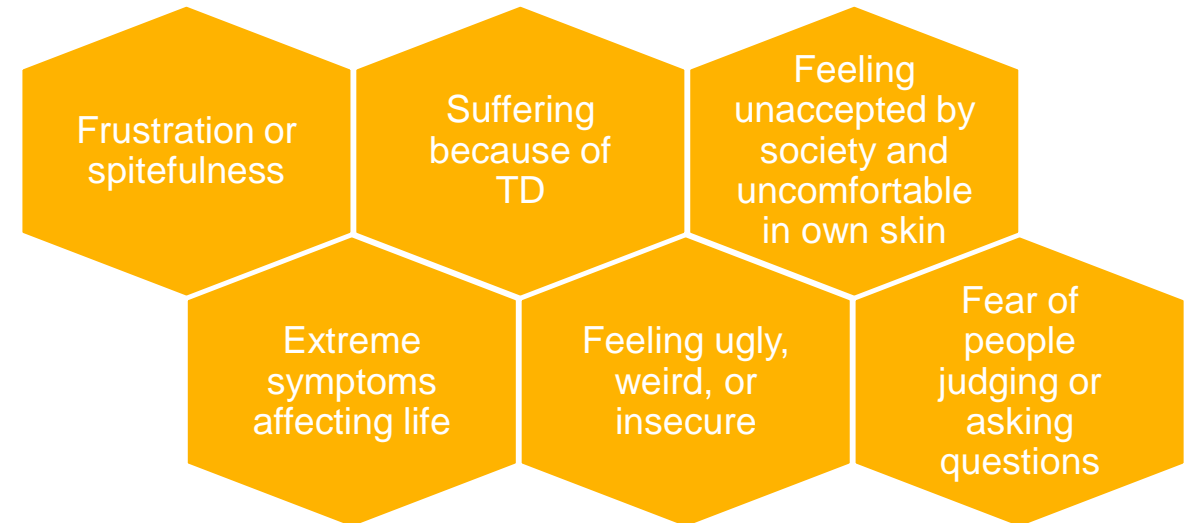 Frustration or
spitefulness
Suffering
because of
TD
Feeling
unaccepted by
society and
uncomfortable
in own skin
Extreme
symptoms
affecting life
Feeling ugly,
weird, or
insecure
Fear of
people
judging or
asking
questions